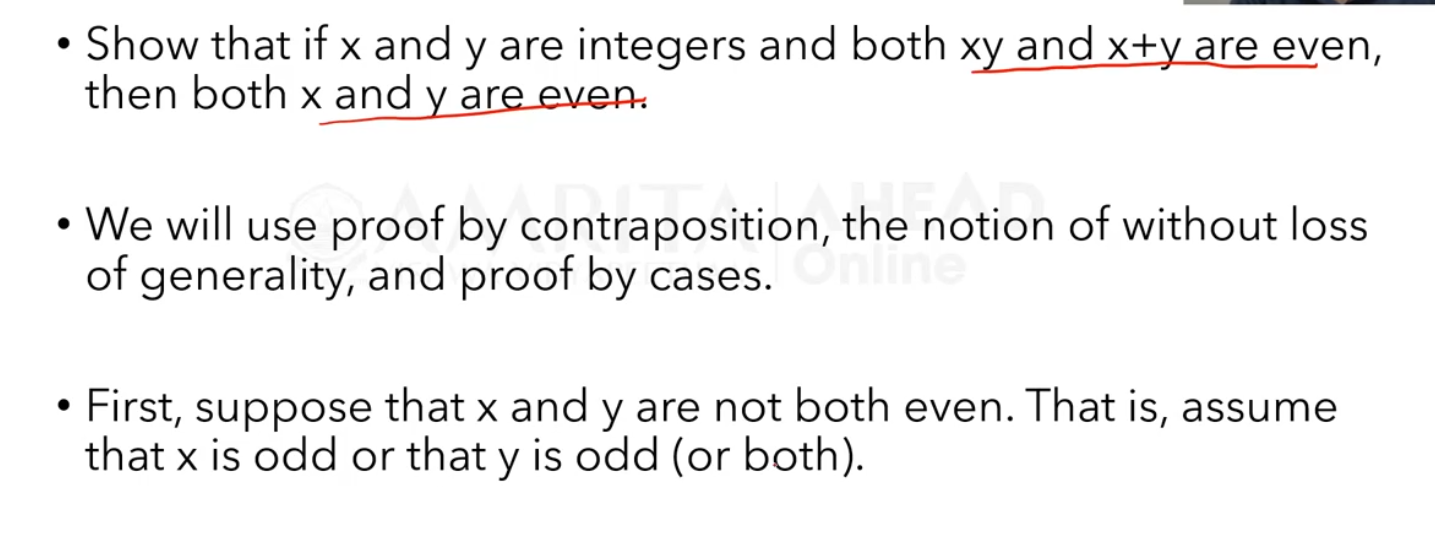 • Show that if x and y are integers and both xy and x+y are even,
then both x and y are even.
• We will use proof by contraposition, the notion of without loss
of generality, and proof by cases.
AMRITA AHEAD
Online
• First, suppose that x and y are not both even. That is, assume
that x is odd or that y is odd (or both).